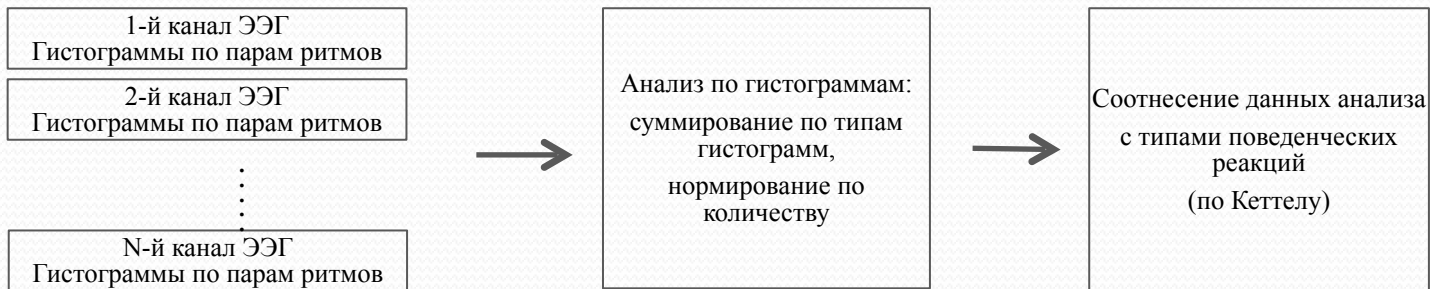 1-й канал ЭЭГ
Гистограммы по парам ритмов
2-й канал ЭЭГ
Гистограммы по парам ритмов
N-й канал ЭЭГ
Гистограммы по парам ритмов
Анализ по гистограммам:
суммирование по типам
гистограмм,
нормирование по
количеству
Соотнесение данных анализа
с типами поведенческих
реакций
(по Кеттелу)